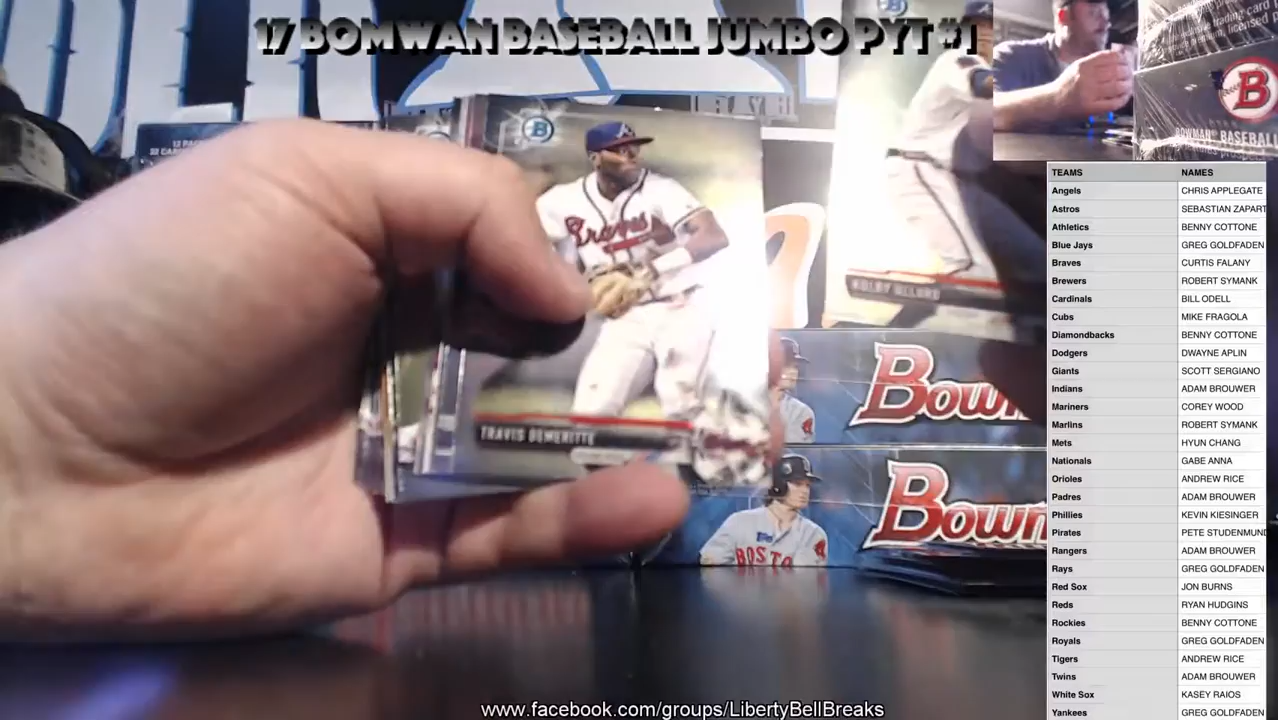 17 BOMWAN BASEBALL JUMBO PYT #1
Braves
TRAVIS DEMERITTE
KOLBY ALLARD
B
BOWMAN BASEBALL
Bown
Bown
BOSTO
TEAMS NAMES
Angels CHRIS APPLEGATE
Astros SEBASTIAN ZAPART
Athletics BENNY COTTONE
Blue Jays GREG GOLDFADEN
Braves CURTIS FALANY
Brewers ROBERT SYMANK
Cardinals BILL ODELL
Cubs MIKE FRAGOLA
Diamondbacks BENNY COTTONE
Dodgers DWAYNE APLIN
Giants SCOTT SERGIANO
Indians ADAM BROUWER
Mariners COREY WOOD
Marlins ROBERT SYMANK
Mets HYUN CHANG
Nationals GABE ANNA
Orioles ANDREW RICE
Padres ADAM BROUWER
Phillies KEVIN KIESINGER
Pirates PETE STUDENMUND
Rangers ADAM BROUWER
Rays GREG GOLDFADEN
Red Sox JON BURNS
Reds RYAN HUDGINS
Rockies BENNY COTTONE
Royals GREG GOLDFADEN
Tigers ANDREW RICE
Twins ADAM BROUWER
White Sox KASEY RAIOS
Yankees GREG GOLDFADEN
www.facebook.com/groups/LibertyBellBreaks